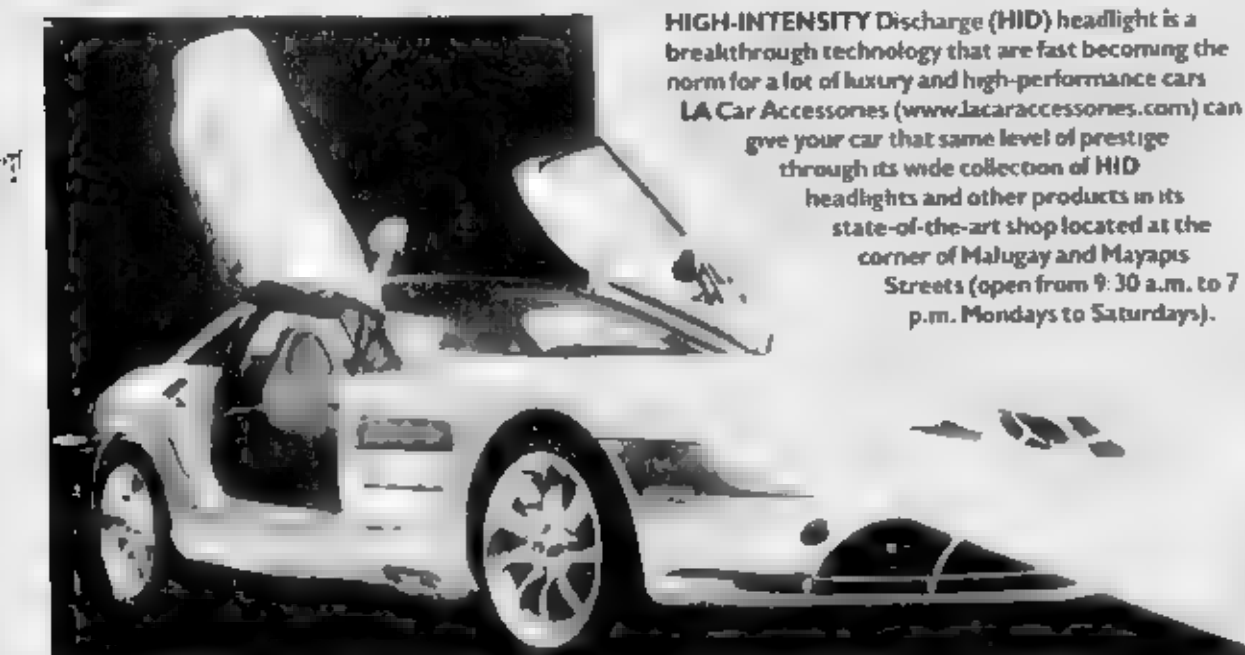 HIGH-INTENSITY Discharge (HID) headlight is a
breakthrough technology that are fast becoming the
norm for a lot of luxury and high-performance cars
LA Car Accessories (www.lacaraccessories.com) can
give your car that same level of prestige
through its wide collection of HID
headlights and other products in its
state-of-the-art shop located at the
corner of Malugay and Mayapis
Streets (open from 9:30 a.m. to 7
p.m. Mondays to Saturdays).